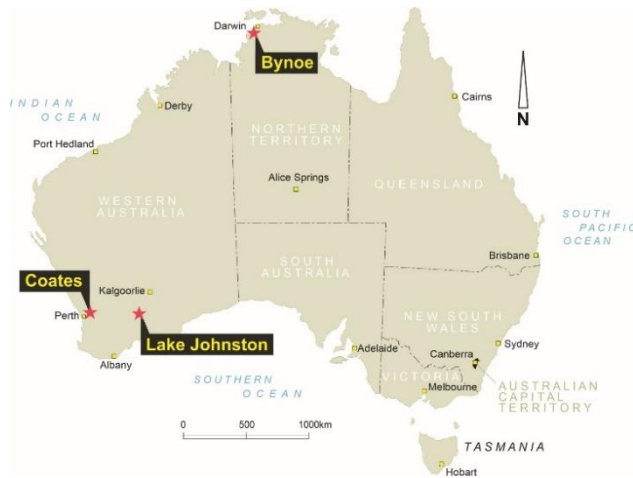 Darwin
Bynoe
INDIAN
OCEAN
Derby
Cairns
N
NORTHERN
TERRITORY
Port Hedland
Alice Springs
WESTERN
AUSTRALIA
QUEENSLAND
SOUTH
PACIFIC
OCEAN
SOUTH
AUSTRALIA
Brisbane
Coates
Kalgoorlie
Perth
NEW SOUTH
WALES
Lake Johnston
Sydney
Adelaide
Canberra
Albany
SOUTHERN
OCEAN
VICTORIA
Melbourne
AUSTRALIAN
CAPITAL
TERRITORY
0 500 1000km
TASMANIA
Hobart